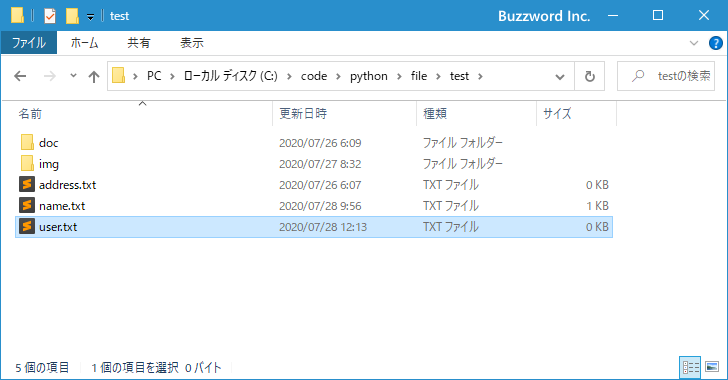 test Buzzword Inc.
ファイル ホーム 共有 表示
PC ローカル ディスク (C:) code python file test testの検索
名前 更新日時 種類 サイズ
doc 2020/07/26 6:09 ファイル フォルダー
img 2020/07/27 8:32 ファイル フォルダー
address.txt 2020/07/26 6:07 TXT ファイル 0 KB
name.txt 2020/07/28 9:56 TXT ファイル 1 KB
user.txt 2020/07/28 12:13 TXT ファイル 0 KB
5 個の項目 1 個の項目を選択 0 バイト